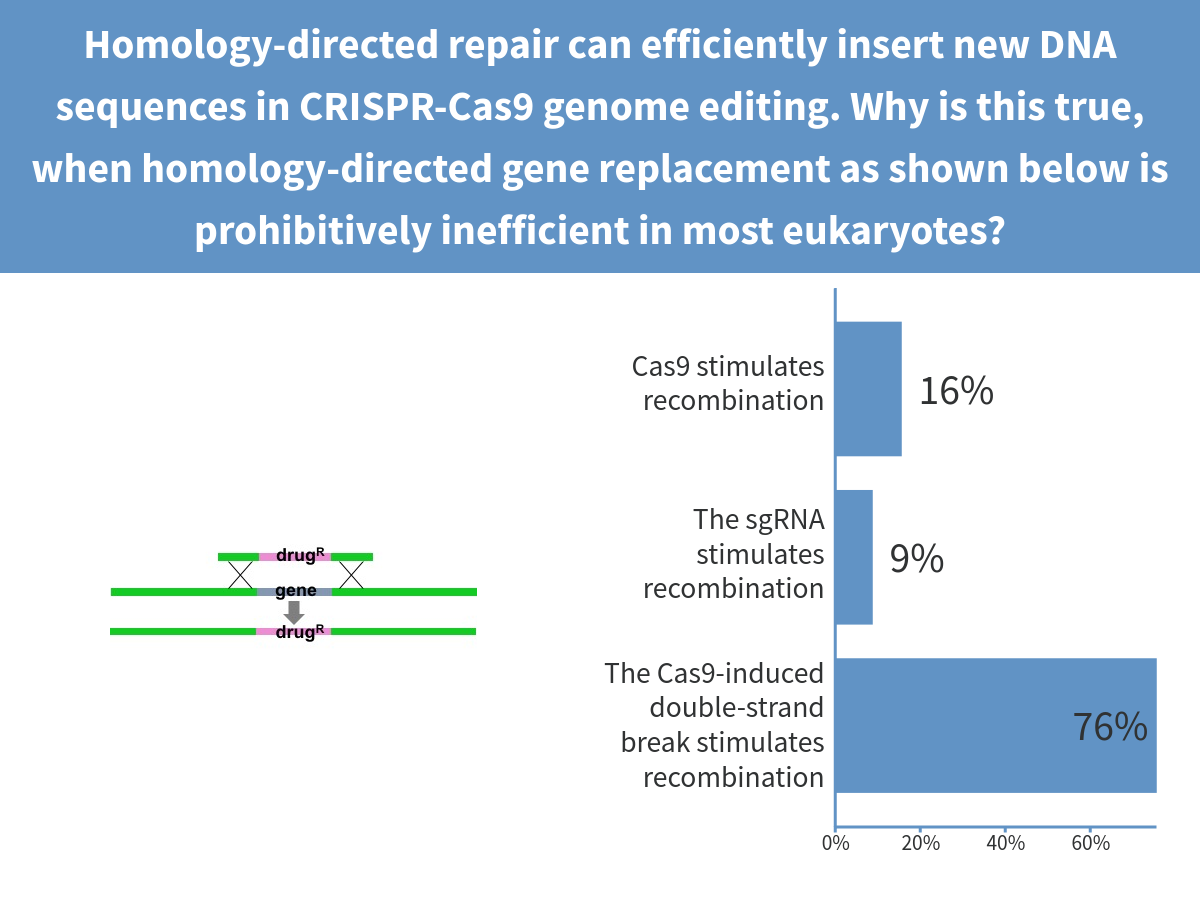 Homology-directed repair can efficiently insert new DNA
sequences in CRISPR-Cas9 genome editing. Why is this true,
when homology-directed gene replacement as shown below is
prohibitively inefficient in most eukaryotes?
drugR
gene
drugR
Cas9 stimulates
recombination
16%
The sgRNA
stimulates
recombination
9%
The Cas9-induced
double-strand
break stimulates
recombination
76%
0% 20% 40% 60%